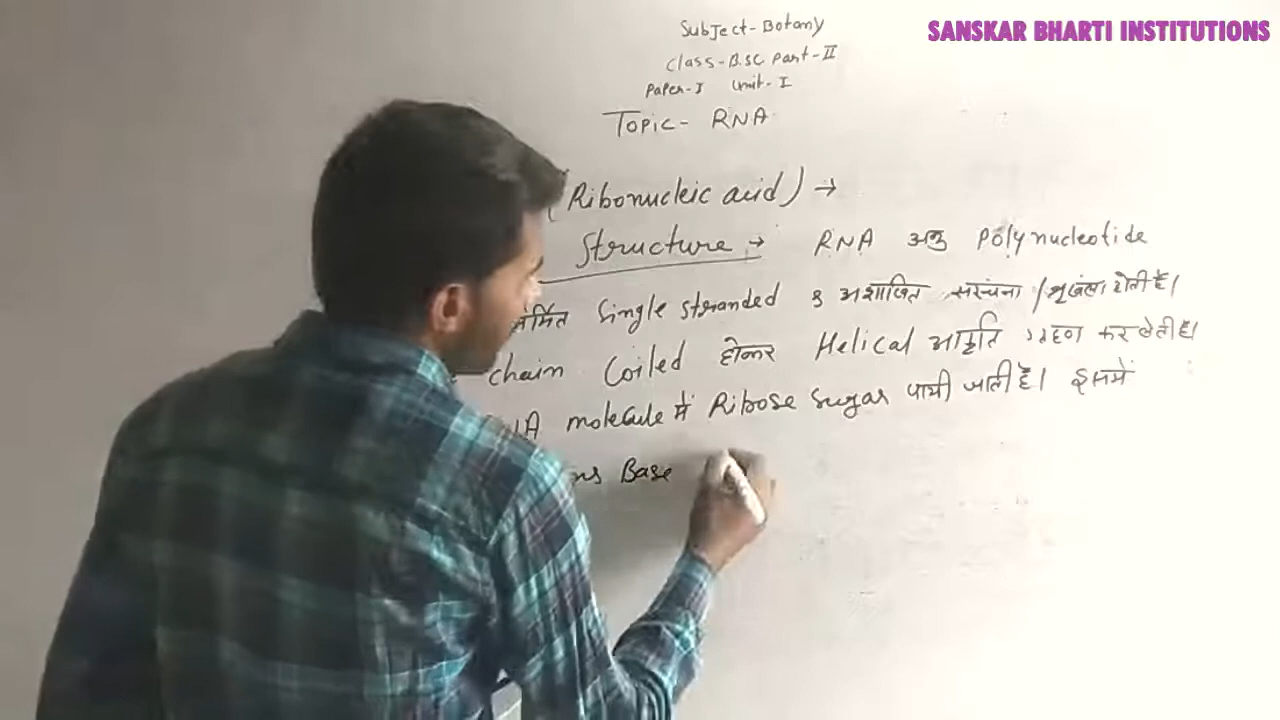 SANSKAR BHARTI INSTITUTIONS
Subject-Botany
Class-B.Sc Part-II
Paper-I Unit-I
Topic- RNA
(Ribonucleic acid) →
Structure → RNA अणु Polynucleotide
Single stranded व अशाखित संरचना / श्रृंखला होती है।
chain Coiled होकर Helical आकृति ग्रहण कर लेती है।
molecule में Ribose Sugar पायी जाती है। इसमें
Base